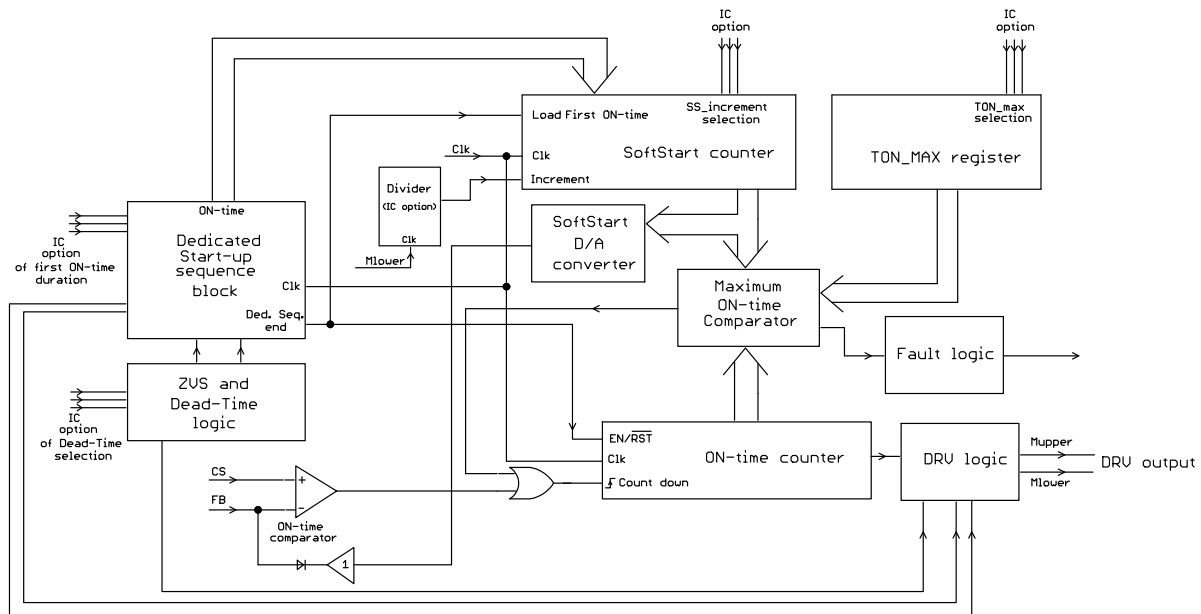 IC
option
IC
option
Load First ON-time
SS_increment
selection
SoftStart counter
Clk
Clk
Increment
TON_max
selection
TON_MAX register
Divider
(IC option)
Clk
Mlower
SoftStart
D/A
converter
ON-time
Dedicated
Start-up
sequence
block
Clk
Ded. Seq.
end
IC
option
of first ON-time
duration
Maximum
ON-time
Comparator
Fault logic
ZVS and
Dead-Time
logic
IC
option
of Dead-Time
selection
CS
FB
+
-
ON-time
comparator
1
EN/RST
Clk
Count down
ON-time counter
DRV logic
Mupper
Mlower
DRV output